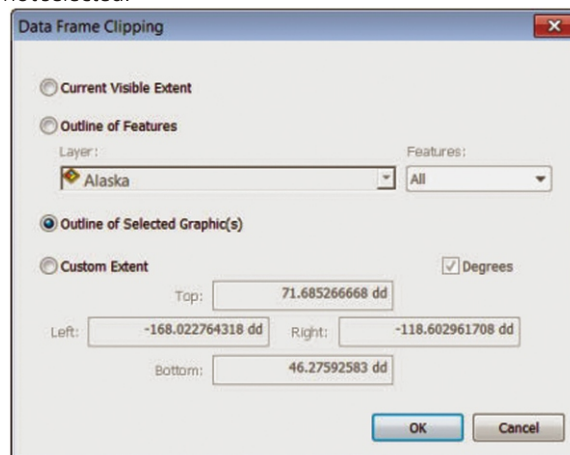 not selected.
Data Frame Clipping
Current Visible Extent
Outline of Features
Layer:
Features:
Alaska
All
Outline of Selected Graphic(s)
Custom Extent
Degrees
Top:
71.685266668 dd
Left:
-168.022764318 dd
Right:
-118.602961708 dd
Bottom:
46.27592583 dd
OK
Cancel